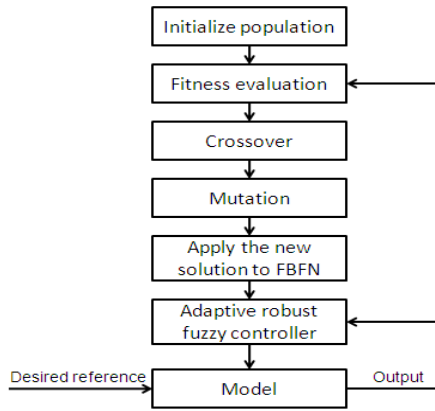 Initialize population
Fitness evaluation
Crossover
Mutation
Apply the new
solution to FBFN
Adaptive robust
fuzzy controller
Desired reference
Model
Output